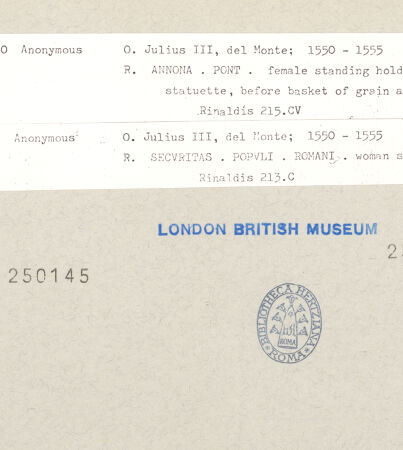 O Anonymous O. Julius III, del Monte; 1550 - 1555
R. ANNONA . PONT . female standing hold
statuette, before basket of grain a
Rinaldis 215.CV
Anonymous O. Julius III, del Monte; 1550 - 1555
R. SECVRITAS . POPVLI . ROMANI . woman s
Rinaldis 213.C
LONDON BRITISH MUSEUM
2
250145
BIBLIOTHECA HERTZIANA
ROMA
ROMA